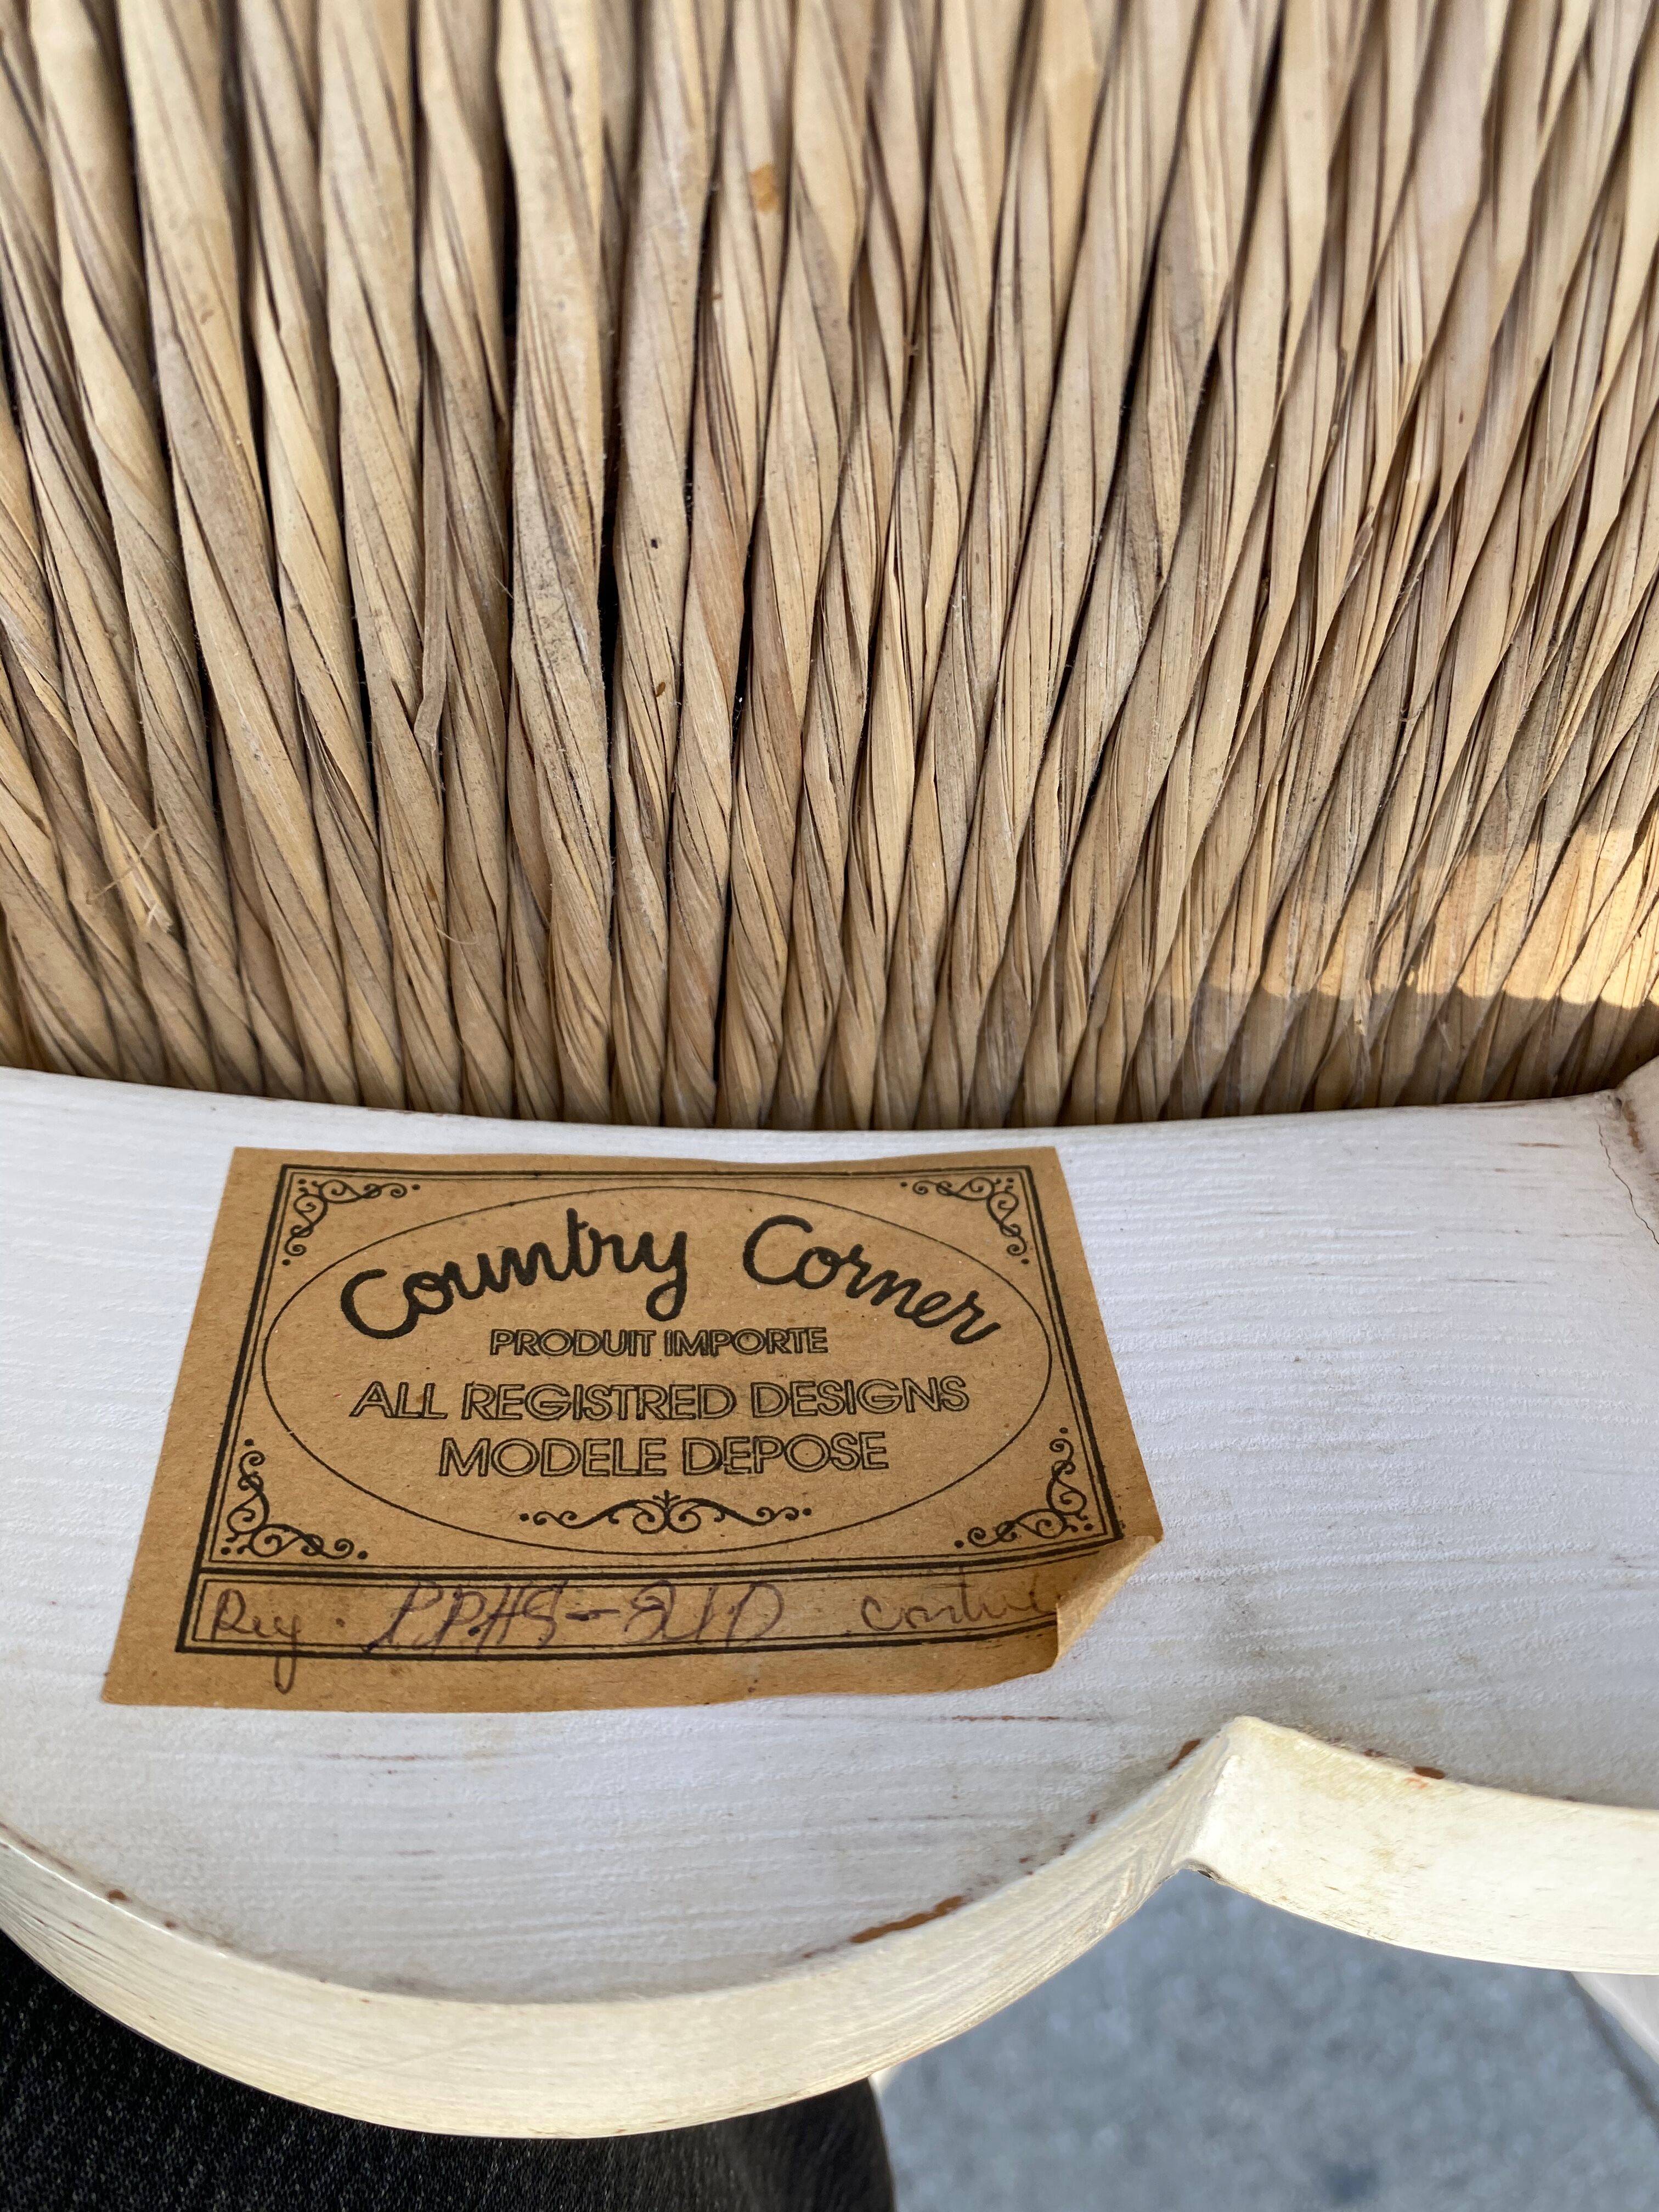 Country Corner
PRODUIT IMPORTE
ALL REGISTRED DESIGNS
MODELE DEPOSE